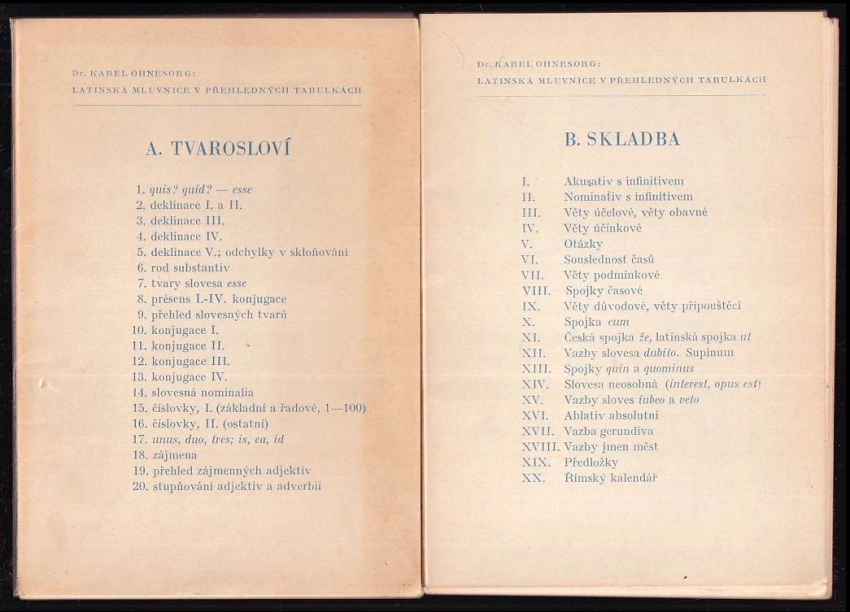 Dr. KAREL OHNESORG:
LATINSKÁ MLUVNICE V PŘEHLEDNÝCH TABULKÁCH
A. TVAROSLOVÍ
1. quis? quid? — esse
2. deklinace I. a II.
3. deklinace III.
4. deklinace IV.
5. deklinace V.; odchylky v skloňování
6. rod substantiv
7. tvary slovesa esse
8. présens I.-IV. konjugace
9. přehled slovesných tvarů
10. konjugace I.
11. konjugace II.
12. konjugace III.
13. konjugace IV.
14. slovesná nominalia
15. číslovky, I. (základní a řadové, 1—100)
16. číslovky, II. (ostatní)
17. unus, duo, tres; is, ea, id
18. zájmena
19. přehled zájmenných adjektiv
20. stupňování adjektiv a adverbií
Dr. KAREL OHNESORG:
LATINSKÁ MLUVNICE V PŘEHLEDNÝCH TABULKÁCH
B. SKLADBA
I. Akusativ s infinitivem
II. Nominativ s infinitivem
III. Věty účelové, věty obavné
IV. Věty účinkové
V. Otázky
VI. Souslednost časů
VII. Věty podmínkové
VIII. Spojky časové
IX. Věty důvodové, věty připouštěcí
X. Spojka cum
XI. Česká spojka že, latinská spojka ut
XII. Vazby slovesa dubito. Supinum
XIII. Spojky quin a quominus
XIV. Slovesa neosobná (interest, opus est)
XV. Vazby sloves iubeo a veto
XVI. Ablativ absolutní
XVII. Vazba gerundiva
XVIII. Vazby jmen měst
XIX. Předložky
XX. Římský kalendář